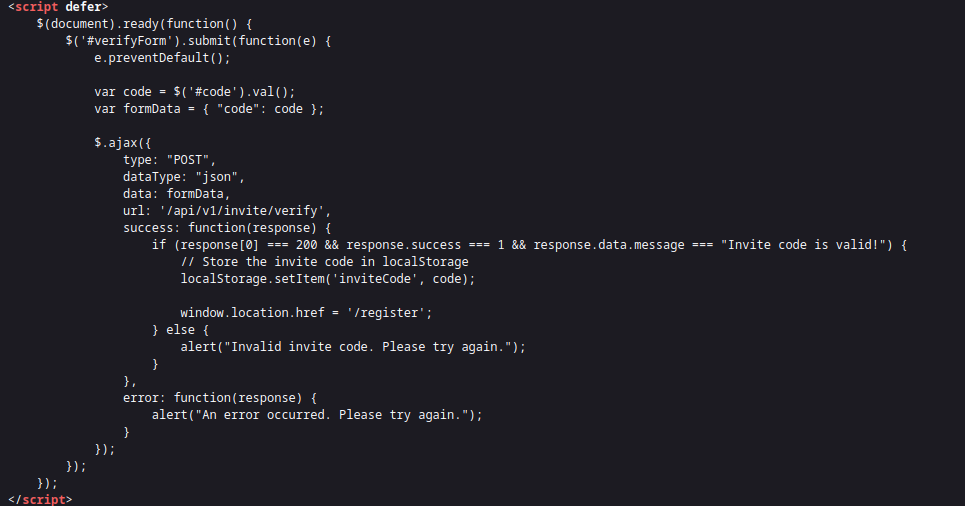 <script defer>
    $(document).ready(function() {
        $('#verifyForm').submit(function(e) {
            e.preventDefault();

            var code = $('#code').val();
            var formData = { "code": code };

            $.ajax({
                type: "POST",
                dataType: "json",
                data: formData,
                url: '/api/v1/invite/verify',
                success: function(response) {
                    if (response[0] === 200 && response.success === 1 && response.data.message === "Invite code is valid!") {
                        // Store the invite code in localStorage
                        localStorage.setItem('inviteCode', code);

                        window.location.href = '/register';
                    } else {
                        alert("Invalid invite code. Please try again.");
                    }
                },
                error: function(response) {
                    alert("An error occurred. Please try again.");
                }
            });
        });
    });
</script>